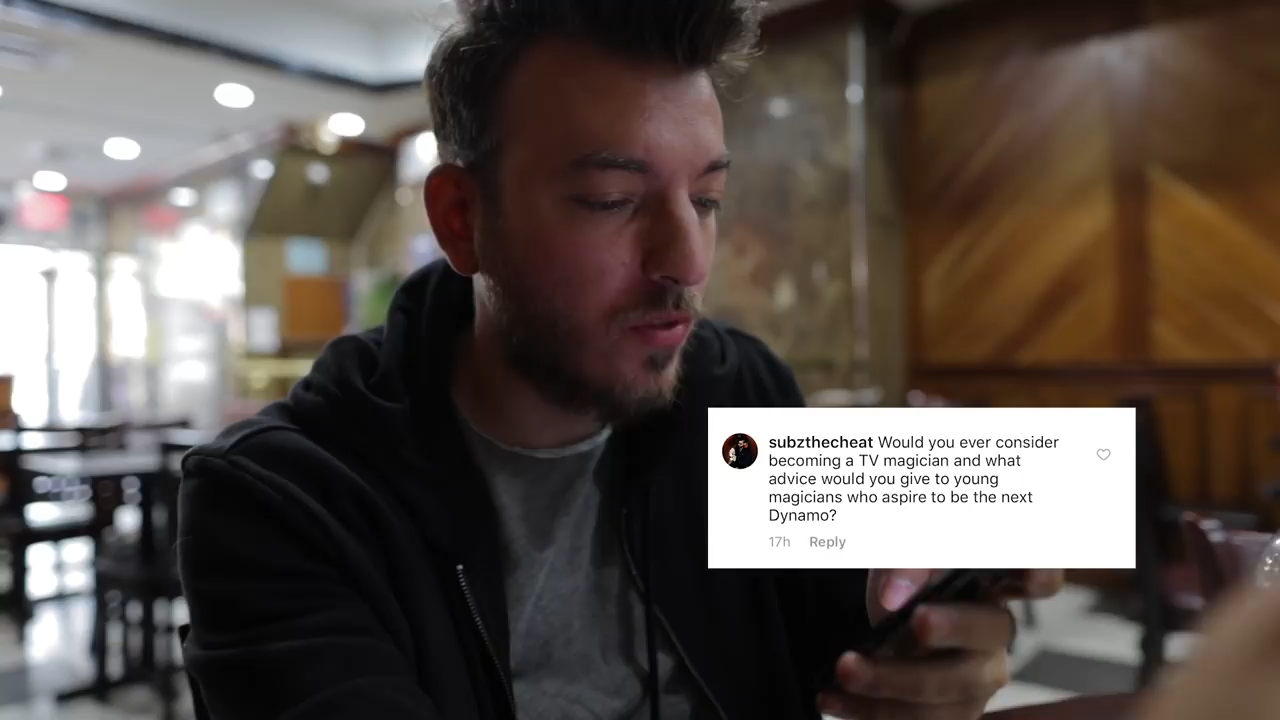 subzthecheat Would you ever consider
becoming a TV magician and what
advice would you give to young
magicians who aspire to be the next
Dynamo?
17h Reply